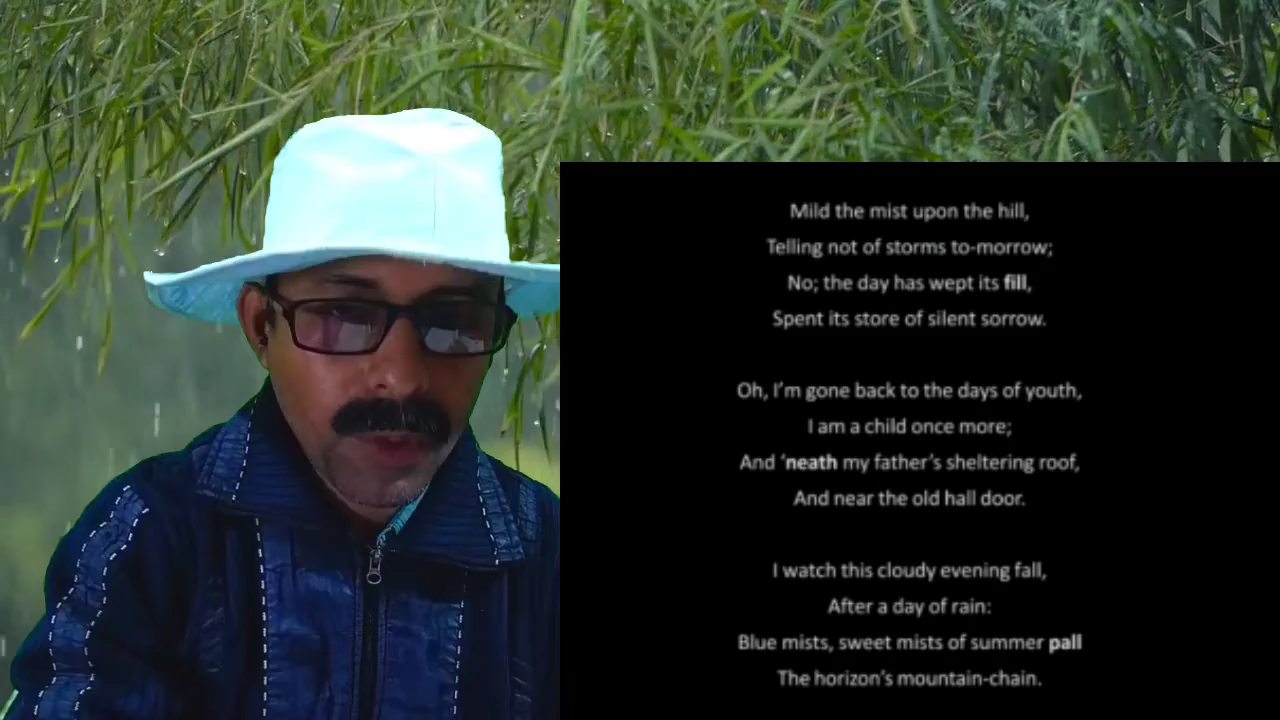 Mild the mist upon the hill,
Telling not of storms to-morrow;
No; the day has wept its fill,
Spent its store of silent sorrow.
Oh, I’m gone back to the days of youth,
I am a child once more;
And ‘neath my father’s sheltering roof,
And near the old hall door.
I watch this cloudy evening fall,
After a day of rain:
Blue mists, sweet mists of summer pall
The horizon’s mountain-chain.